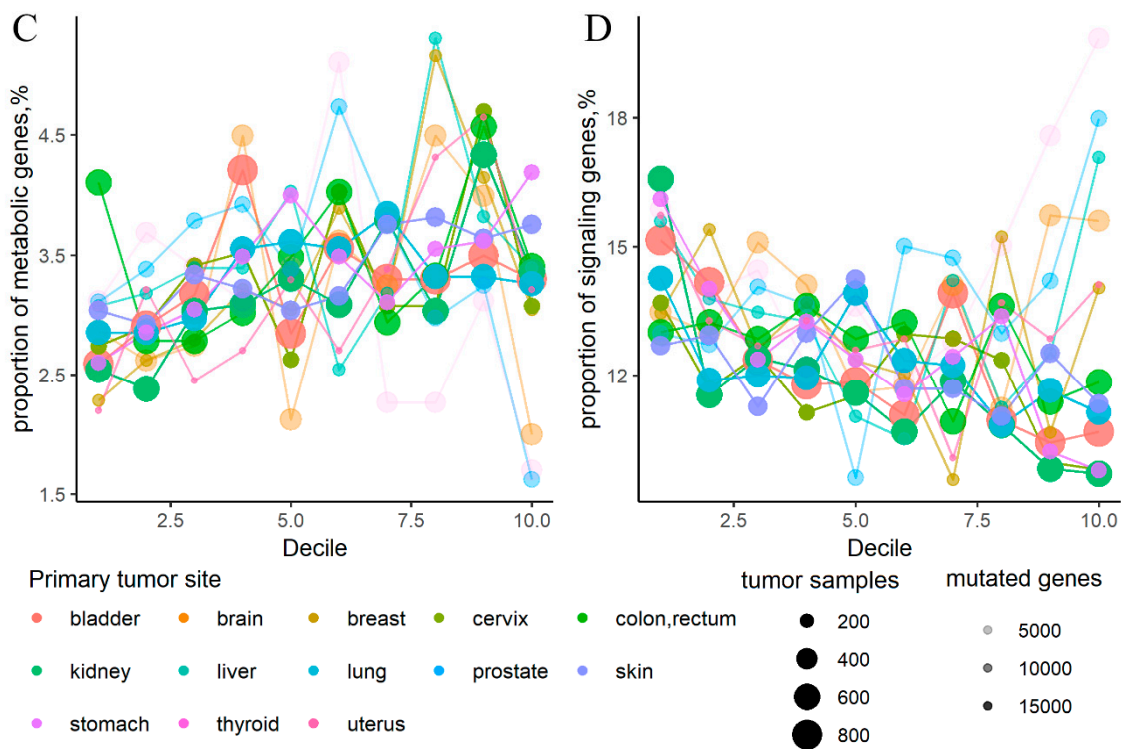 C
D
proportion of metabolic genes,%
4.5
3.5
2.5
1.5
2.5
5.0
7.5
10.0
Decile
proportion of signaling genes,%
18
15
12
2.5
5.0
7.5
10.0
Decile
Primary tumor site
bladder
brain
breast
cervix
colon,rectum
kidney
liver
lung
prostate
skin
stomach
thyroid
uterus
tumor samples
200
400
600
800
mutated genes
5000
10000
15000